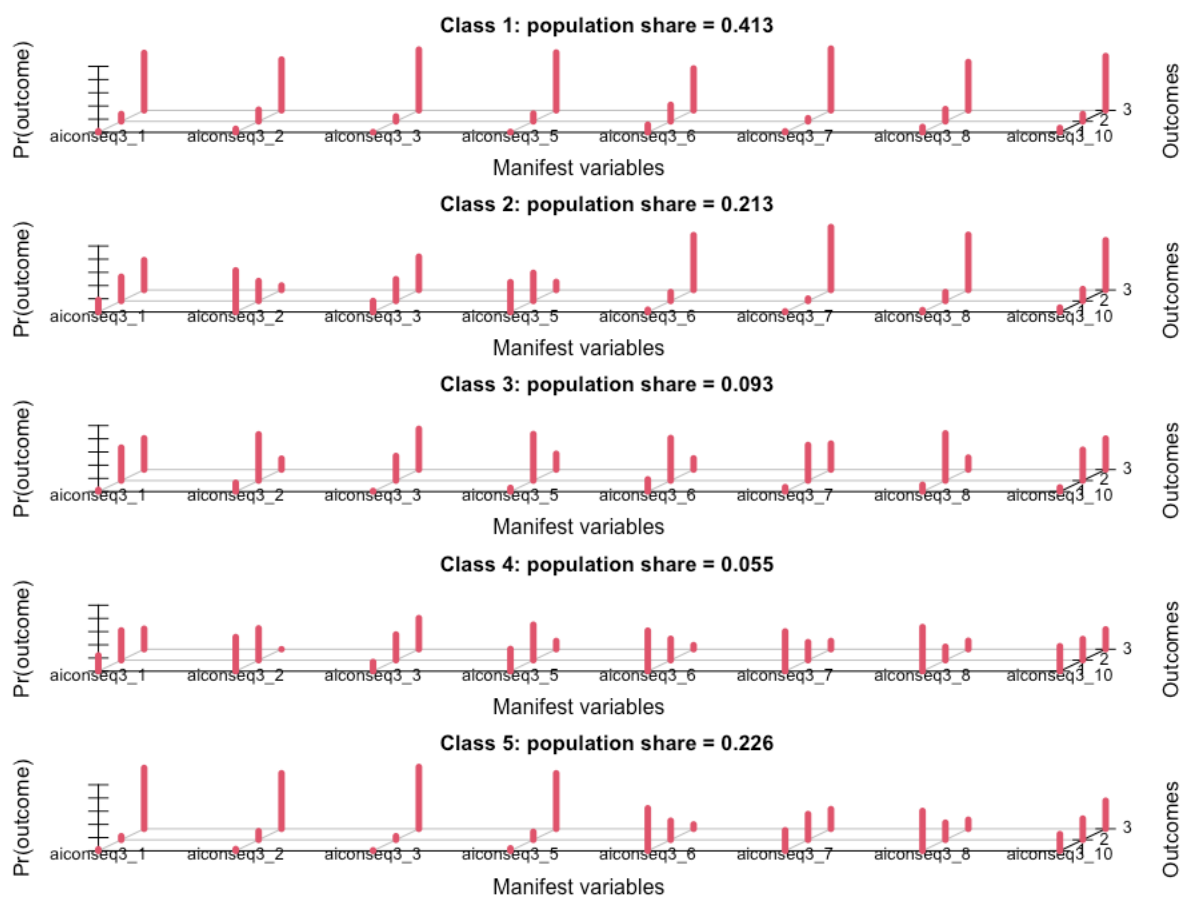 Class 1: population share = 0.413
Pr(outcome)
Outcomes
3
2
1
aiconseq3_1 aiconseq3_2 aiconseq3_3 aiconseq3_5 aiconseq3_6 aiconseq3_7 aiconseq3_8 aiconseq3_10
Manifest variables
Class 2: population share = 0.213
Pr(outcome)
Outcomes
3
2
1
aiconseq3_1 aiconseq3_2 aiconseq3_3 aiconseq3_5 aiconseq3_6 aiconseq3_7 aiconseq3_8 aiconseq3_10
Manifest variables
Class 3: population share = 0.093
Pr(outcome)
Outcomes
3
2
1
aiconseq3_1 aiconseq3_2 aiconseq3_3 aiconseq3_5 aiconseq3_6 aiconseq3_7 aiconseq3_8 aiconseq3_10
Manifest variables
Class 4: population share = 0.055
Pr(outcome)
Outcomes
3
2
1
aiconseq3_1 aiconseq3_2 aiconseq3_3 aiconseq3_5 aiconseq3_6 aiconseq3_7 aiconseq3_8 aiconseq3_10
Manifest variables
Class 5: population share = 0.226
Pr(outcome)
Outcomes
3
2
1
aiconseq3_1 aiconseq3_2 aiconseq3_3 aiconseq3_5 aiconseq3_6 aiconseq3_7 aiconseq3_8 aiconseq3_10
Manifest variables